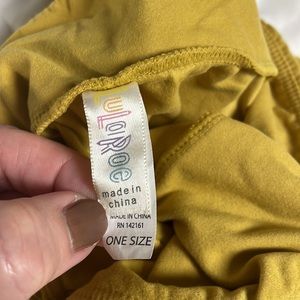 LuLaRoe
made in
china
MADE IN CHINA
RN 142161
ONE SIZE